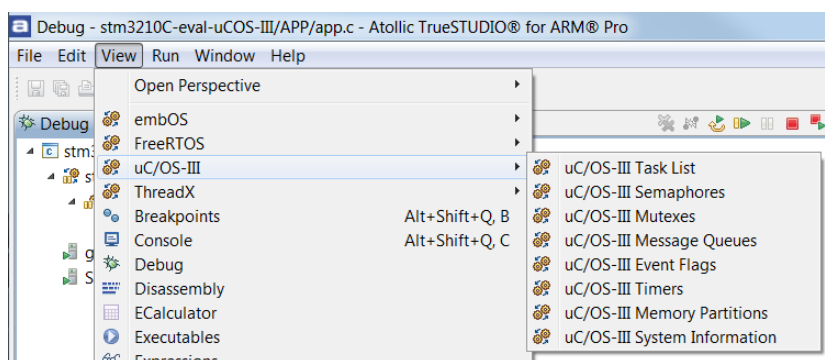 Debug - stm3210C-eval-uCOS-III/APP/app.c - Atollic TrueSTUDIO® for ARM® Pro
File Edit View Run Window Help
Open Perspective
Debug
embOS
FreeRTOS
uC/OS-III
ThreadX
Breakpoints Alt+Shift+Q, B
Console Alt+Shift+Q, C
Debug
Disassembly
ECalculator
Executables
uC/OS-III Task List
uC/OS-III Semaphores
uC/OS-III Mutexes
uC/OS-III Message Queues
uC/OS-III Event Flags
uC/OS-III Timers
uC/OS-III Memory Partitions
uC/OS-III System Information